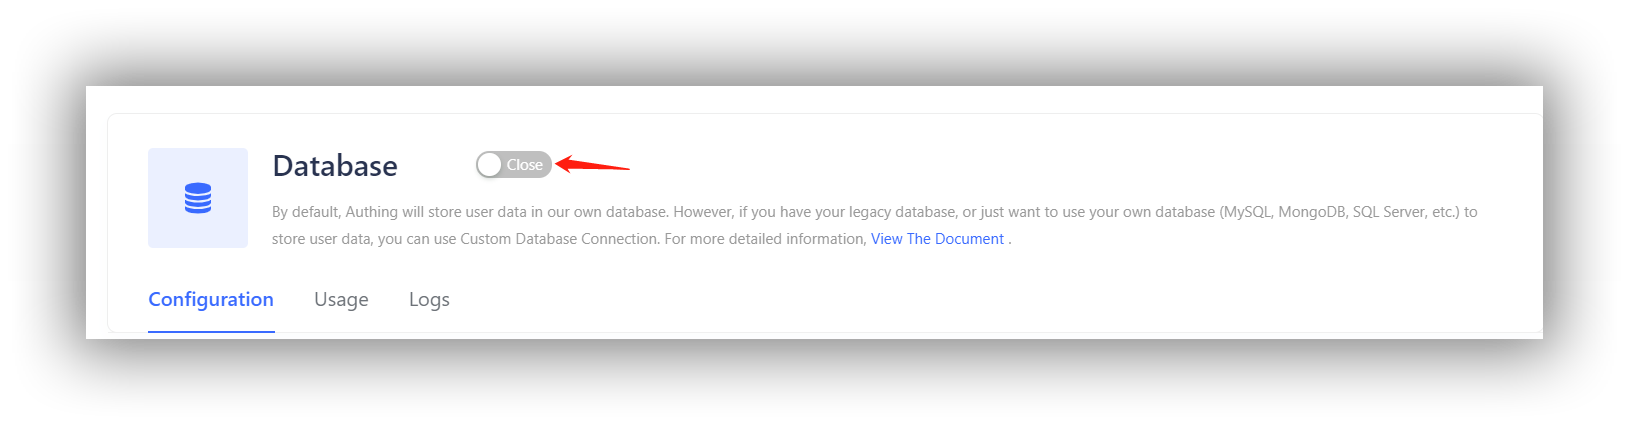 Database
Close
By default, Authing will store user data in our own database. However, if you have your legacy database, or just want to use your own database (MySQL, MongoDB, SQL Server, etc.) to
store user data, you can use Custom Database Connection. For more detailed information, View The Document .
Configuration Usage Logs